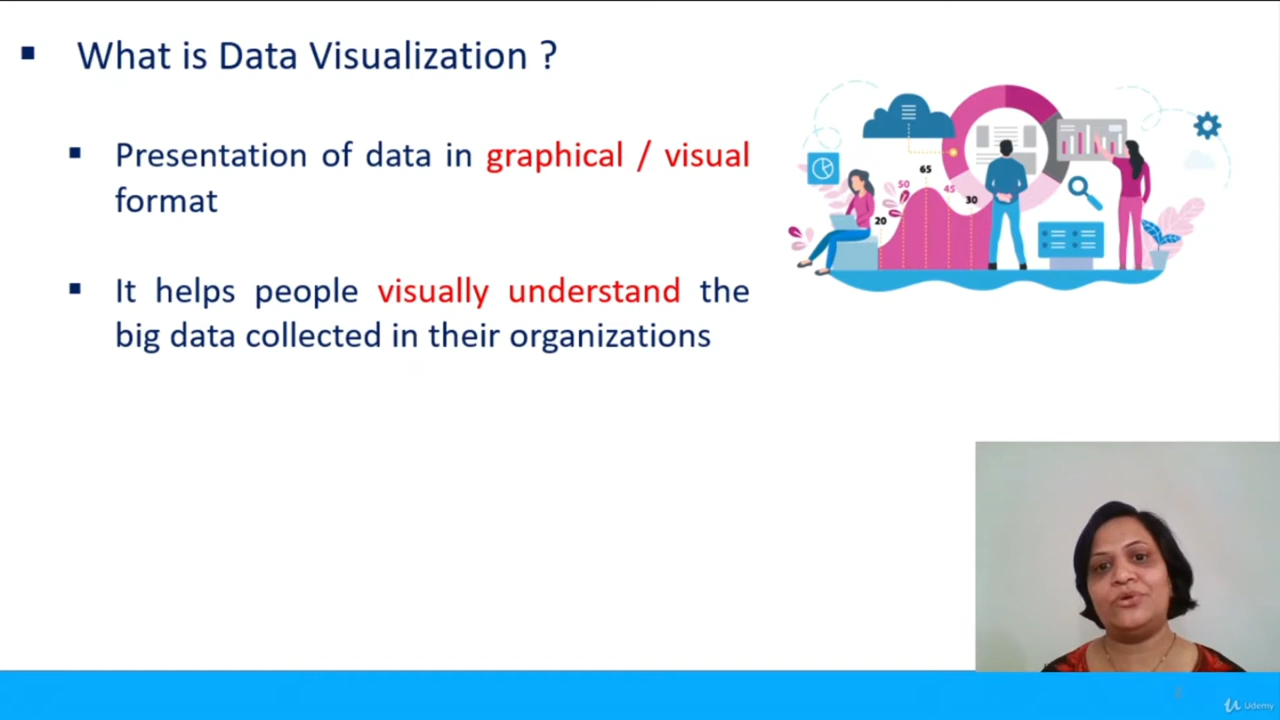 What is Data Visualization ?
Presentation of data in graphical / visual
format
It helps people visually understand the
big data collected in their organizations
20
50
65
45
30
Udemy